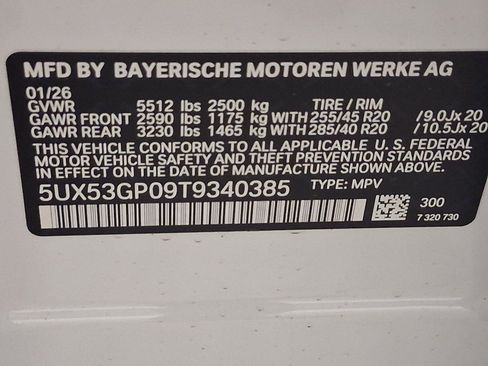 MFD BY BAYERISCHE MOTOREN WERKE AG
01/26
GVWR 5512 lbs 2500 kg TIRE / RIM
GAWR FRONT 2590 lbs 1175 kg WITH 255/45 R20 / 9.0Jx 20
GAWR REAR 3230 lbs 1465 kg WITH 285/40 R20 / 10.5Jx 20
THIS VEHICLE CONFORMS TO ALL APPLICABLE U. S. FEDERAL
MOTOR VEHICLE SAFETY AND THEFT PREVENTION STANDARDS
IN EFFECT ON THE DATE OF MANUFACTURE SHOWN ABOVE.
5UX53GP09T9340385 TYPE: MPV
300
7 320 730